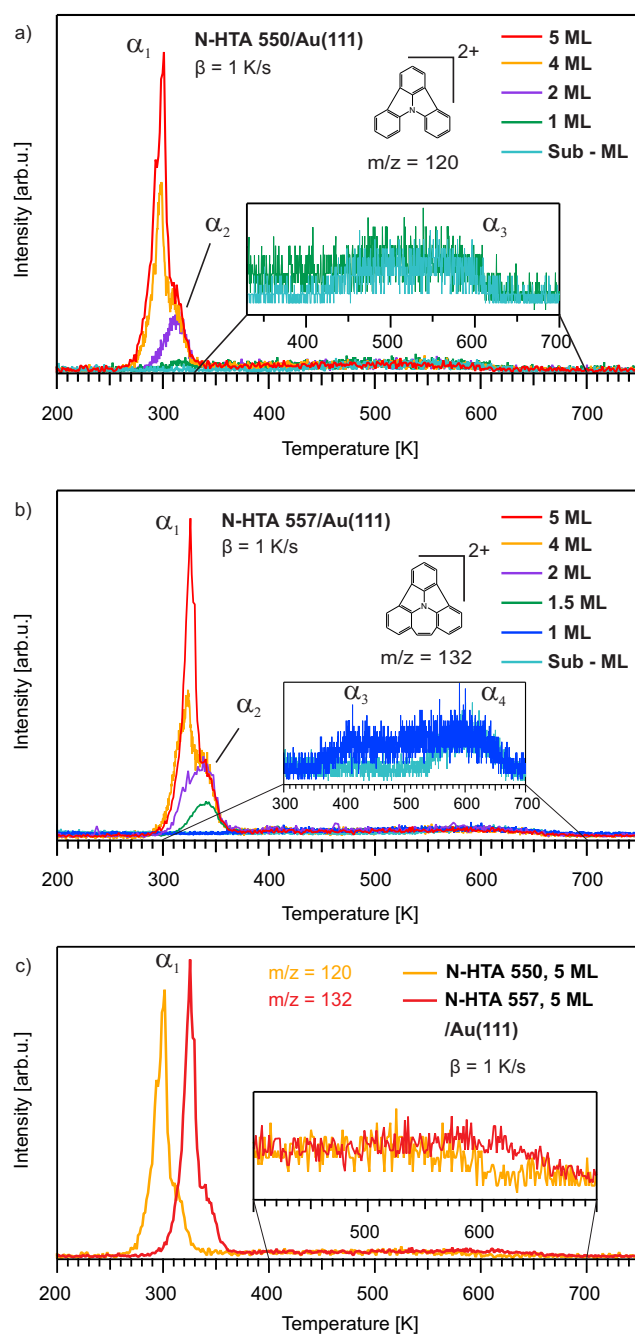 a)
α1
N-HTA 550/Au(111)
β = 1 K/s
2+
N
m/z = 120
5 ML
4 ML
2 ML
1 ML
Sub - ML
α2
α3
400 500 600 700
Intensity [arb.u.]
200 300 400 500 600 700
Temperature [K]
b)
α1
N-HTA 557/Au(111)
β = 1 K/s
2+
N
m/z = 132
5 ML
4 ML
2 ML
1.5 ML
1 ML
Sub - ML
α2
α3 α4
300 400 500 600 700
Intensity [arb.u.]
200 300 400 500 600 700
Temperature [K]
c)
α1
m/z = 120 N-HTA 550, 5 ML
m/z = 132 N-HTA 557, 5 ML
/Au(111)
β = 1 K/s
500 600
Intensity [arb.u.]
200 300 400 500 600 700
Temperature [K]